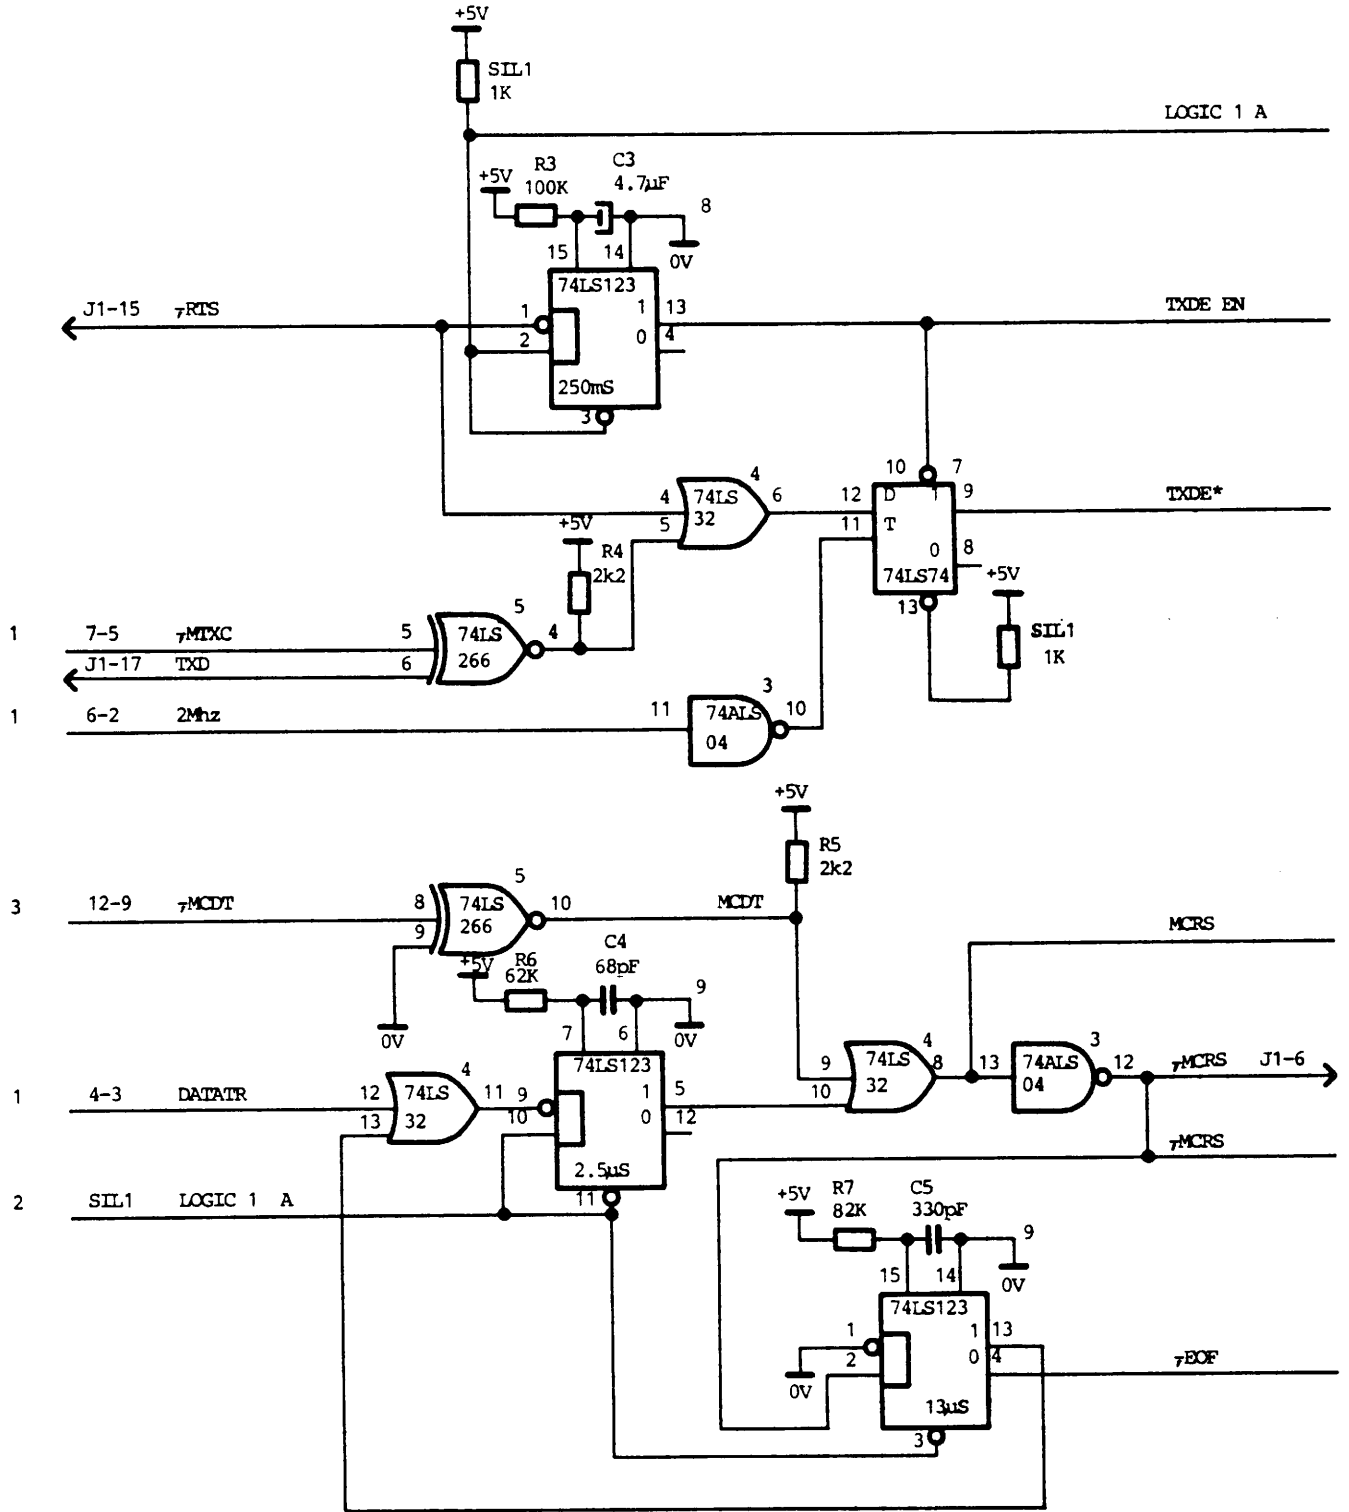 +5V
SIL1
1K
LOGIC 1 A
R3
100K
C3
4.7µF
+5V
8
15
14
0V
74LS123
J1-15 ┐RTS
1
2
1
0
13
4
TXDE EN
250mS
3
4
74LS
32
4
5
6
10
7
12
11
D
T
1
0
9
8
TXDE*
74LS74
13
+5V
R4
2k2
+5V
SIL1
1K
5
1 7-5 ┐MTXC
5
74LS
266
4
J1-17 TXD
6
3
1 6-2 2Mhz
11
74ALS
04
10
+5V
R5
2k2
5
3 12-9 ┐MCDT
8
9
74LS
266
10
MCDT
MCRS
+5V
R6
62K
C4
68pF
9
0V
7
6
0V
74LS123
4
74LS
32
9
10
8
3
13
74ALS
04
12
┐MCRS J1-6
1 4-3 DATATR
12
13
4
74LS
32
11
9
10
1
0
5
12
┐MCRS
2.5µS
11
2 SIL1 LOGIC 1 A
+5V
R7
82K
C5
330pF
9
15
14
0V
74LS123
1
2
0V
1
0
13
4
┐EOF
13µS
3